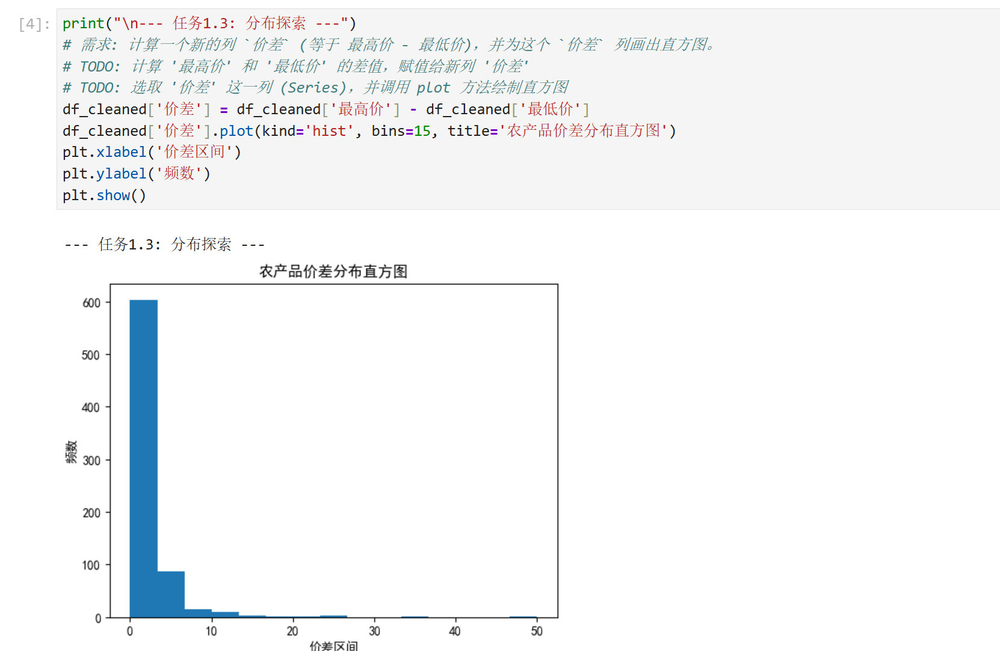 [4]:
print("\n--- 任务1.3: 分布探索 ---")
# 需求: 计算一个新的列 `价差` (等于 最高价 - 最低价)，并为这个 `价差` 列画出直方图。
# TODO: 计算 '最高价' 和 '最低价' 的差值，赋值给新列 '价差'
# TODO: 选取 '价差' 这一列 (Series)，并调用 plot 方法绘制直方图
df_cleaned['价差'] = df_cleaned['最高价'] - df_cleaned['最低价']
df_cleaned['价差'].plot(kind='hist', bins=15, title='农产品价差分布直方图')
plt.xlabel('价差区间')
plt.ylabel('频数')
plt.show()
--- 任务1.3: 分布探索 ---
农产品价差分布直方图
600
500
400
300
200
100
0
频数
0 10 20 30 40 50
价差区间